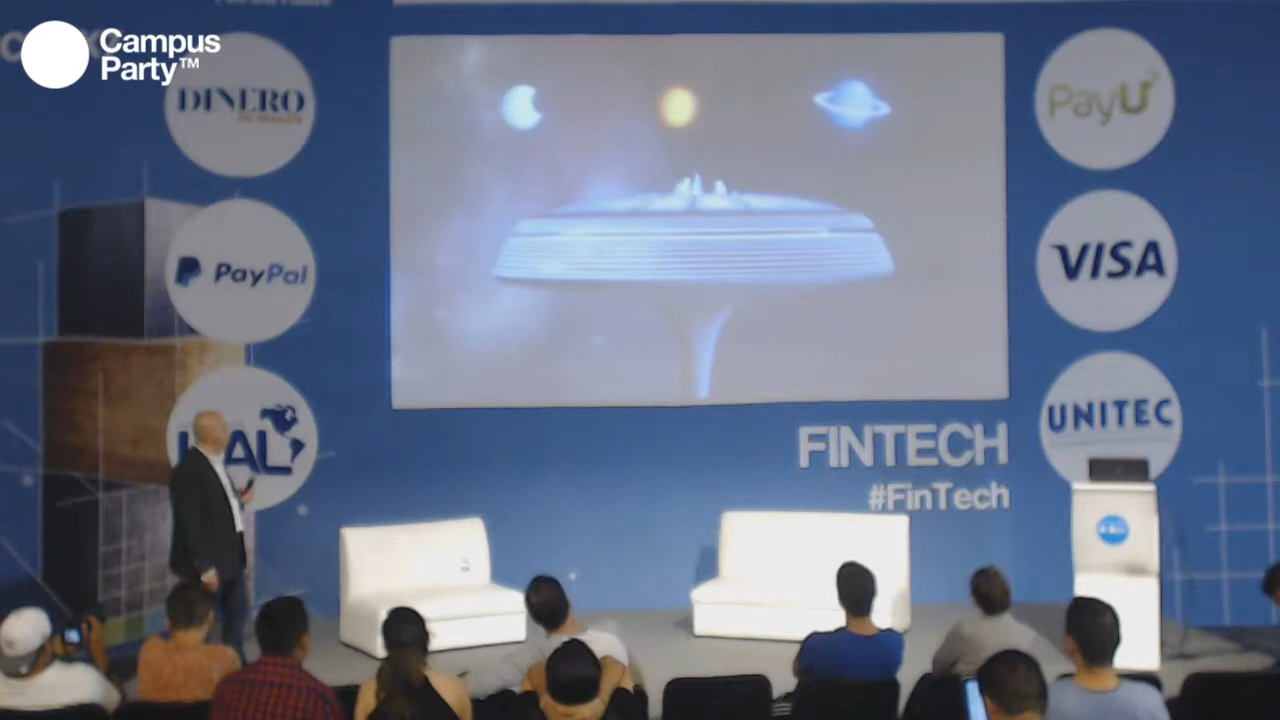 Campus
Party™
DINERO
PayPal
PayU
VISA
UNITEC
FINTECH
#FinTech